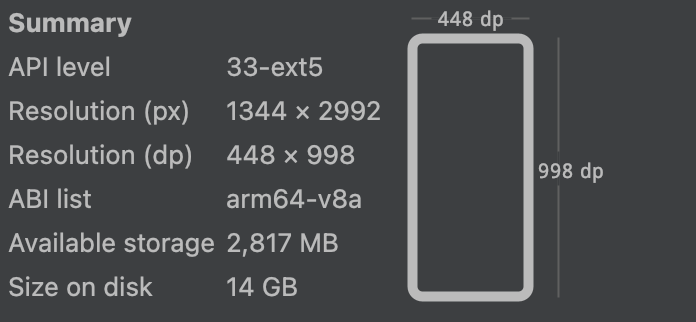 Summary
API level 33-ext5
Resolution (px) 1344 × 2992
Resolution (dp) 448 × 998
ABI list arm64-v8a
Available storage 2,817 MB
Size on disk 14 GB
448 dp
998 dp